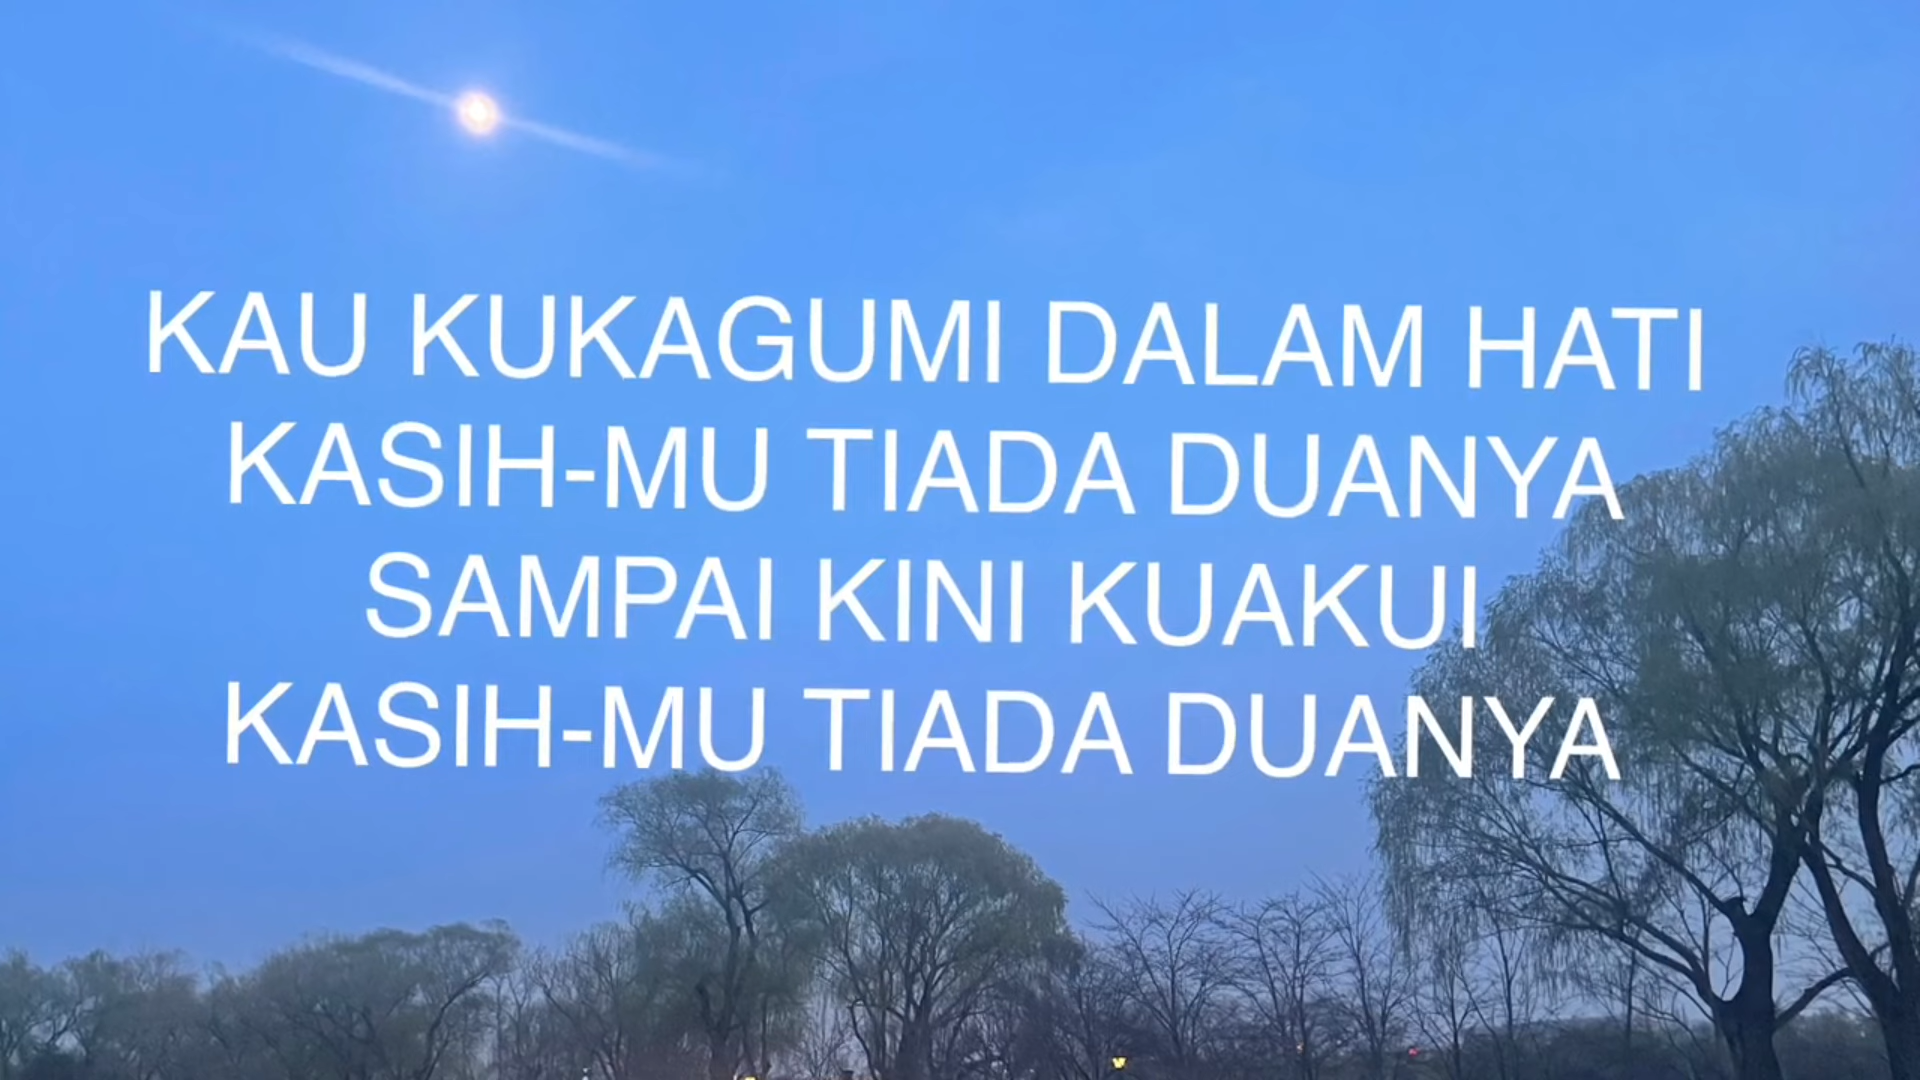 KAU KUKAGUMI DALAM HATI
KASIH-MU TIADA DUANYA
SAMPAI KINI KUAKUI
KASIH-MU TIADA DUANYA